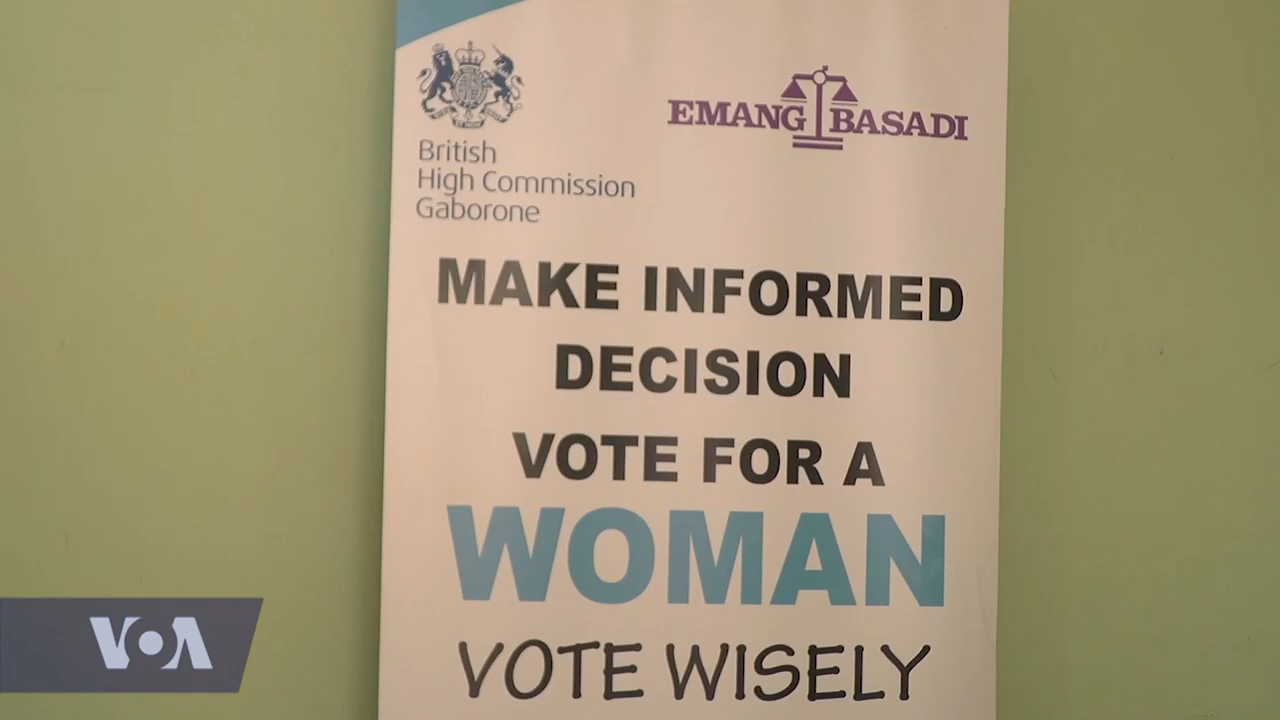 British
High Commission
Gaborone
EMANG BASADI
MAKE INFORMED
DECISION
VOTE FOR A
WOMAN
VOTE WISELY
VOA